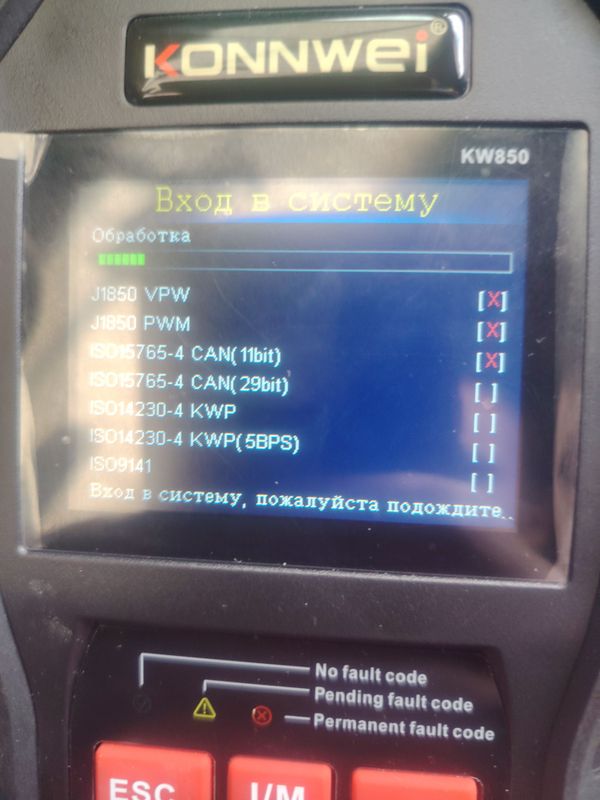 KONNWEI®
KW850
Вход в систему
Обработка
J1850 VPW [X]
J1850 PWM [X]
ISO15765-4 CAN(11bit) [X]
ISO15765-4 CAN(29bit) [ ]
ISO14230-4 KWP [ ]
ISO14230-4 KWP(5BPS) [ ]
ISO9141 [ ]
Вход в систему, пожалуйста подождите..
No fault code
Pending fault code
Permanent fault code
ESC
I/M